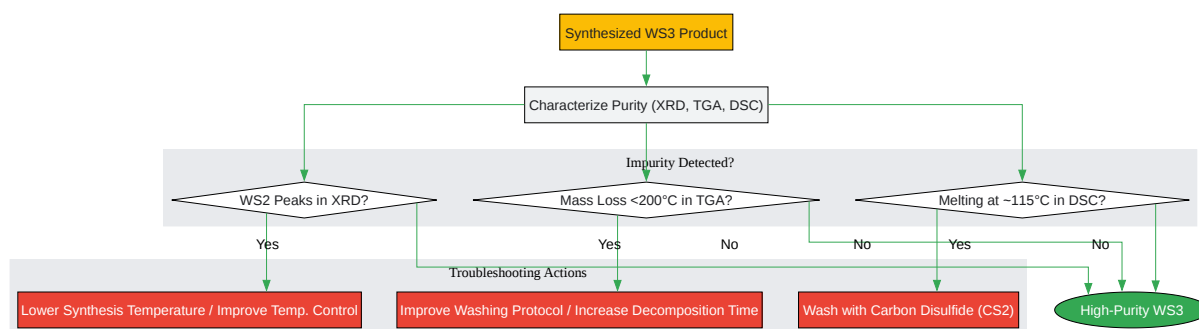 Synthesized WS3 Product
Characterize Purity (XRD, TGA, DSC)
Impurity Detected?
WS2 Peaks in XRD?
Mass Loss <200°C in TGA?
Melting at ~115°C in DSC?
Yes
Yes
No
No
Yes
No
Troubleshooting Actions
Lower Synthesis Temperature / Improve Temp. Control
Improve Washing Protocol / Increase Decomposition Time
Wash with Carbon Disulfide (CS2)
High-Purity WS3